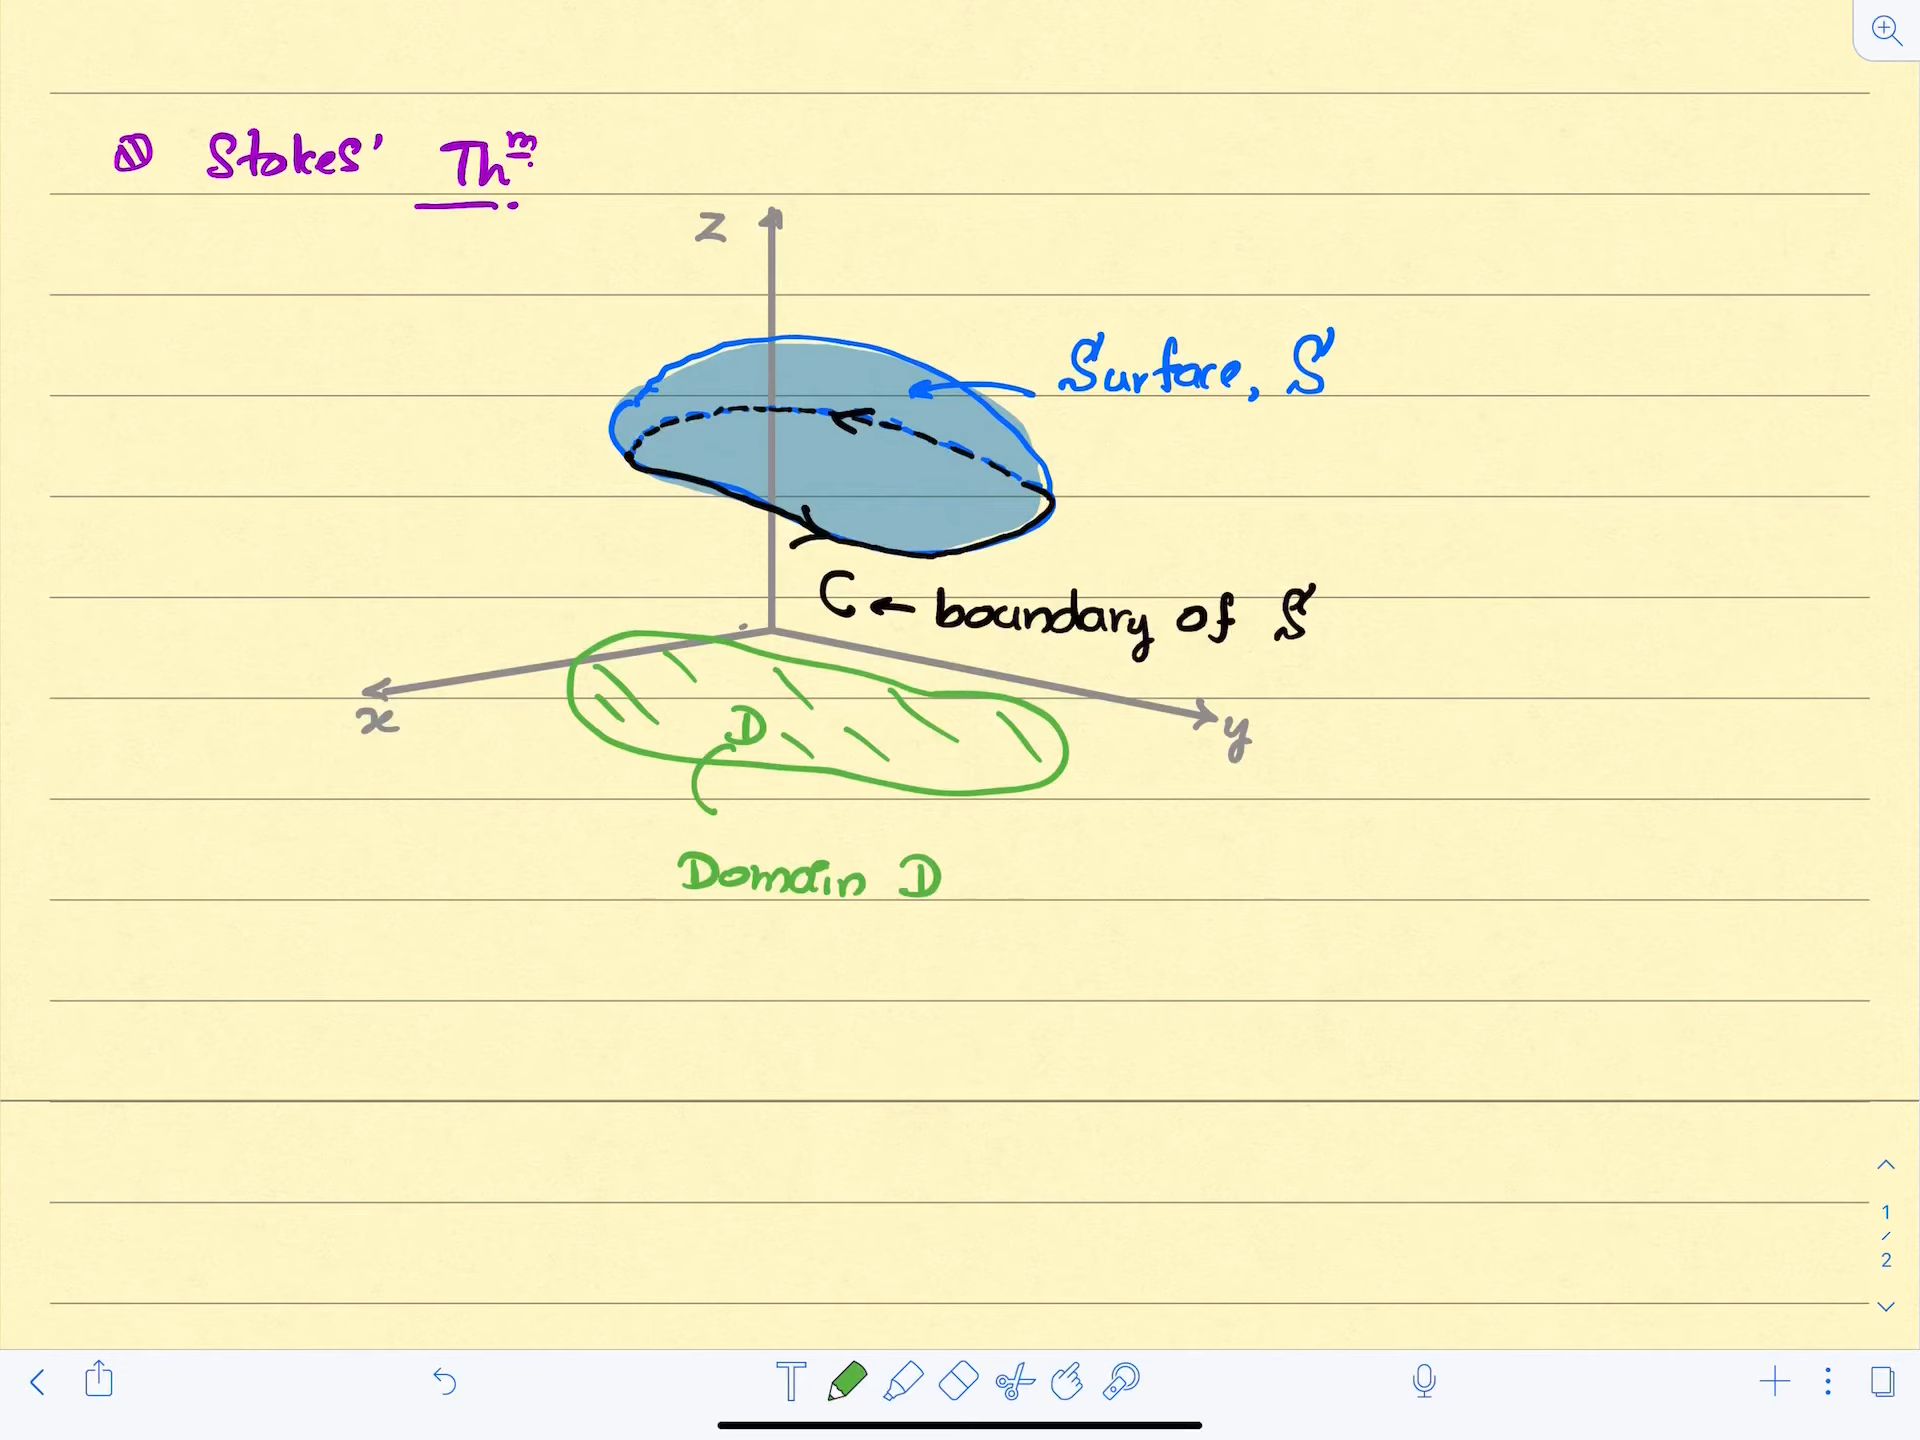 Stokes' Thm
z
Surface, S
C ← boundary of S
x
D
y
Domain D
1
/
2
T